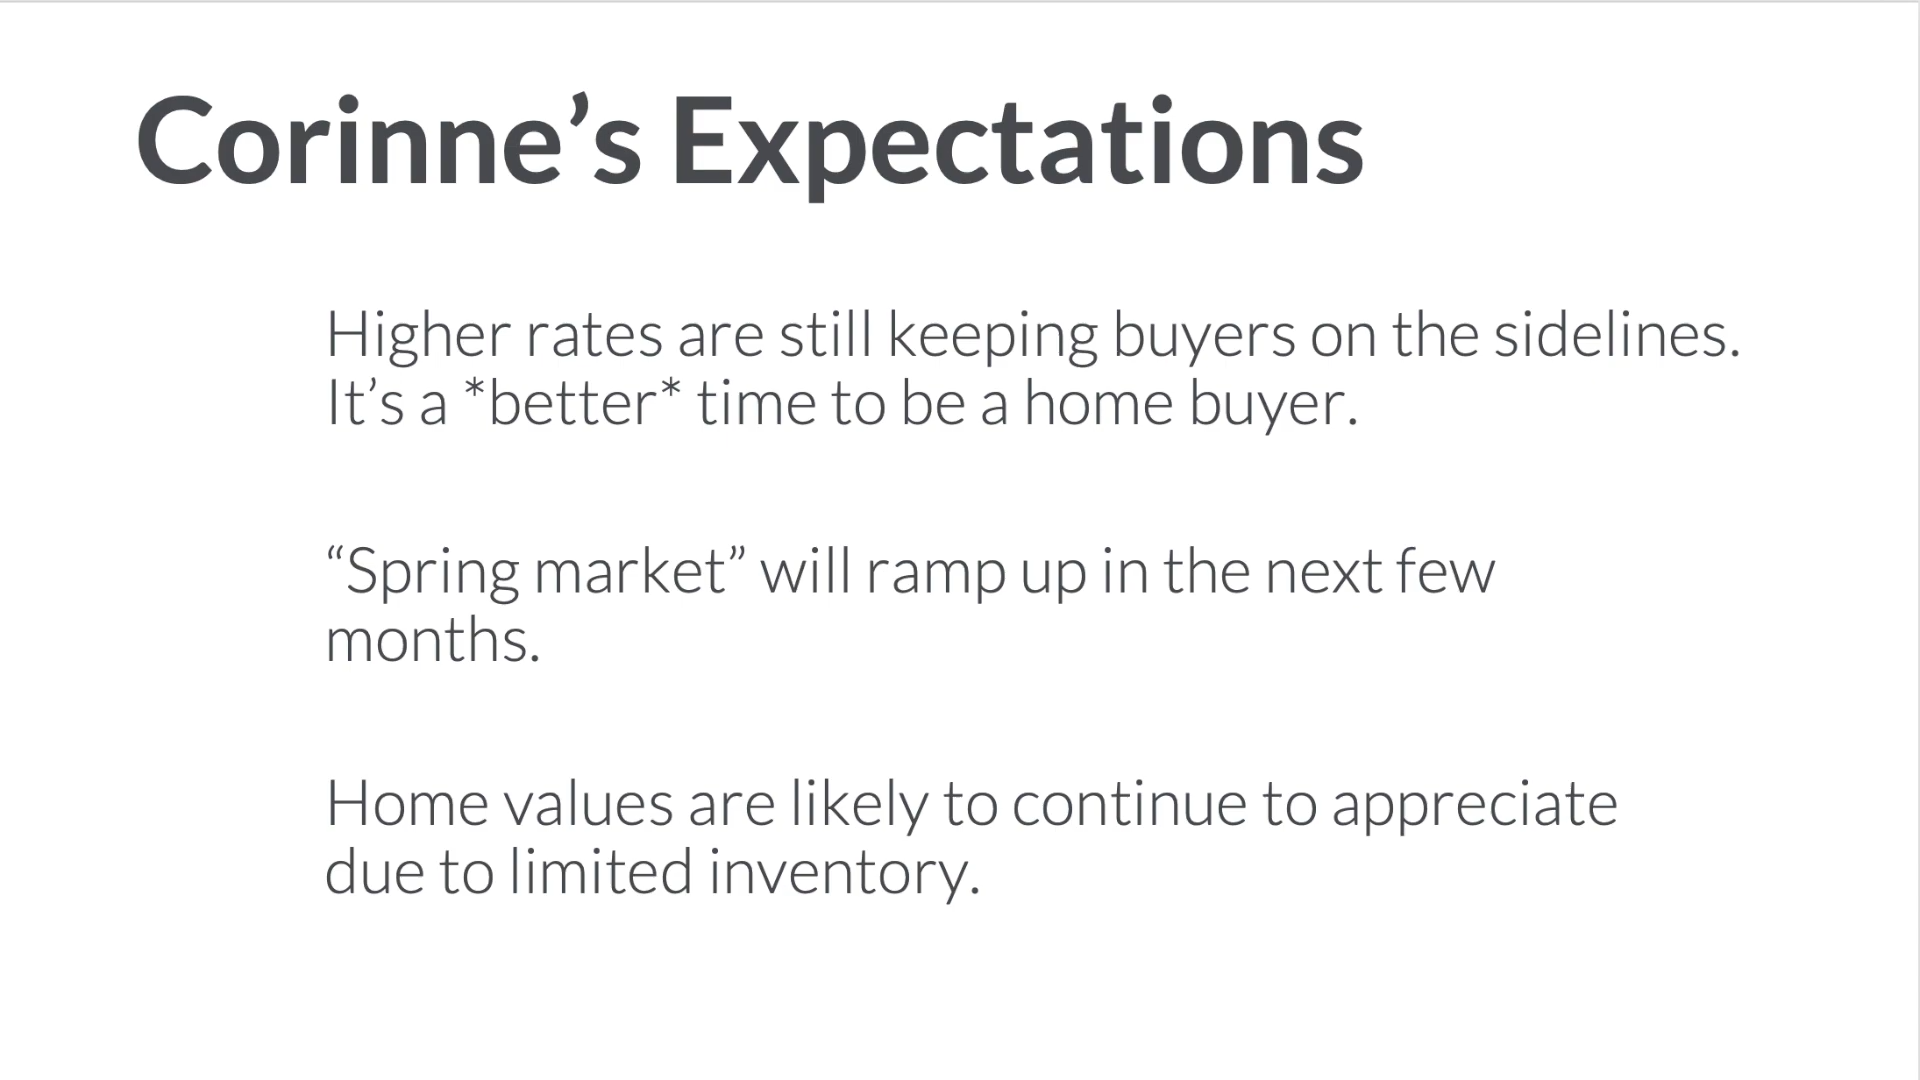 Corinne’s Expectations
Higher rates are still keeping buyers on the sidelines.
It’s a *better* time to be a home buyer.
“Spring market” will ramp up in the next few
months.
Home values are likely to continue to appreciate
due to limited inventory.